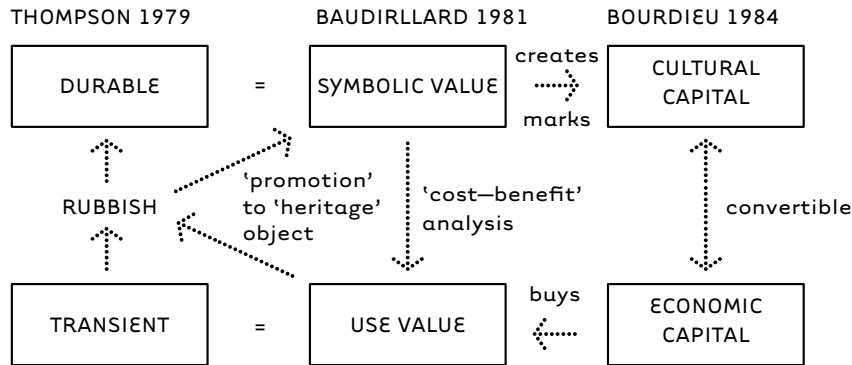 THOMPSON 1979
BAUDIRLLARD 1981
BOURDIEU 1984
DURABLE
=
SYMBOLIC VALUE
creates
marks
CULTURAL
CAPITAL
RUBBISH
'promotion'
to 'heritage'
object
'cost—benefit'
analysis
convertible
TRANSIENT
=
USE VALUE
buys
ECONOMIC
CAPITAL